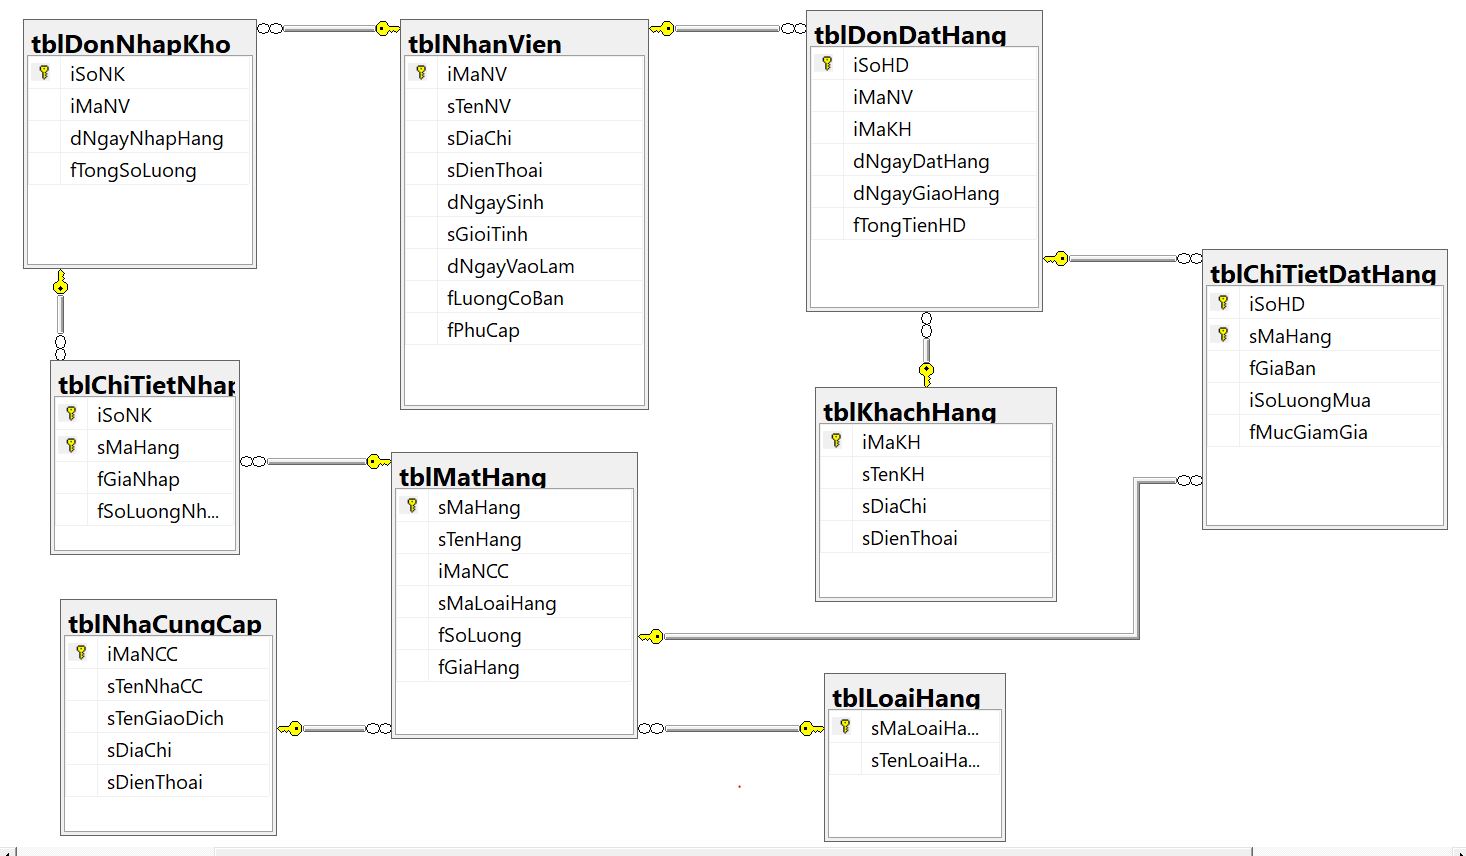 tblDonNhapKho
iSoNK
iMaNV
dNgayNhapHang
fTongSoLuong
tblNhanVien
iMaNV
sTenNV
sDiaChi
sDienThoai
dNgaySinh
sGioiTinh
dNgayVaoLam
fLuongCoBan
fPhuCap
tblDonDatHang
iSoHD
iMaNV
iMaKH
dNgayDatHang
dNgayGiaoHang
fTongTienHD
tblChiTietDatHang
iSoHD
sMaHang
fGiaBan
iSoLuongMua
fMucGiamGia
tblChiTietNhap
iSoNK
sMaHang
fGiaNhap
fSoLuongNh...
tblMatHang
sMaHang
sTenHang
iMaNCC
sMaLoaiHang
fSoLuong
fGiaHang
tblKhachHang
iMaKH
sTenKH
sDiaChi
sDienThoai
tblNhaCungCap
iMaNCC
sTenNhaCC
sTenGiaoDich
sDiaChi
sDienThoai
tblLoaiHang
sMaLoaiHa...
sTenLoaiHa...